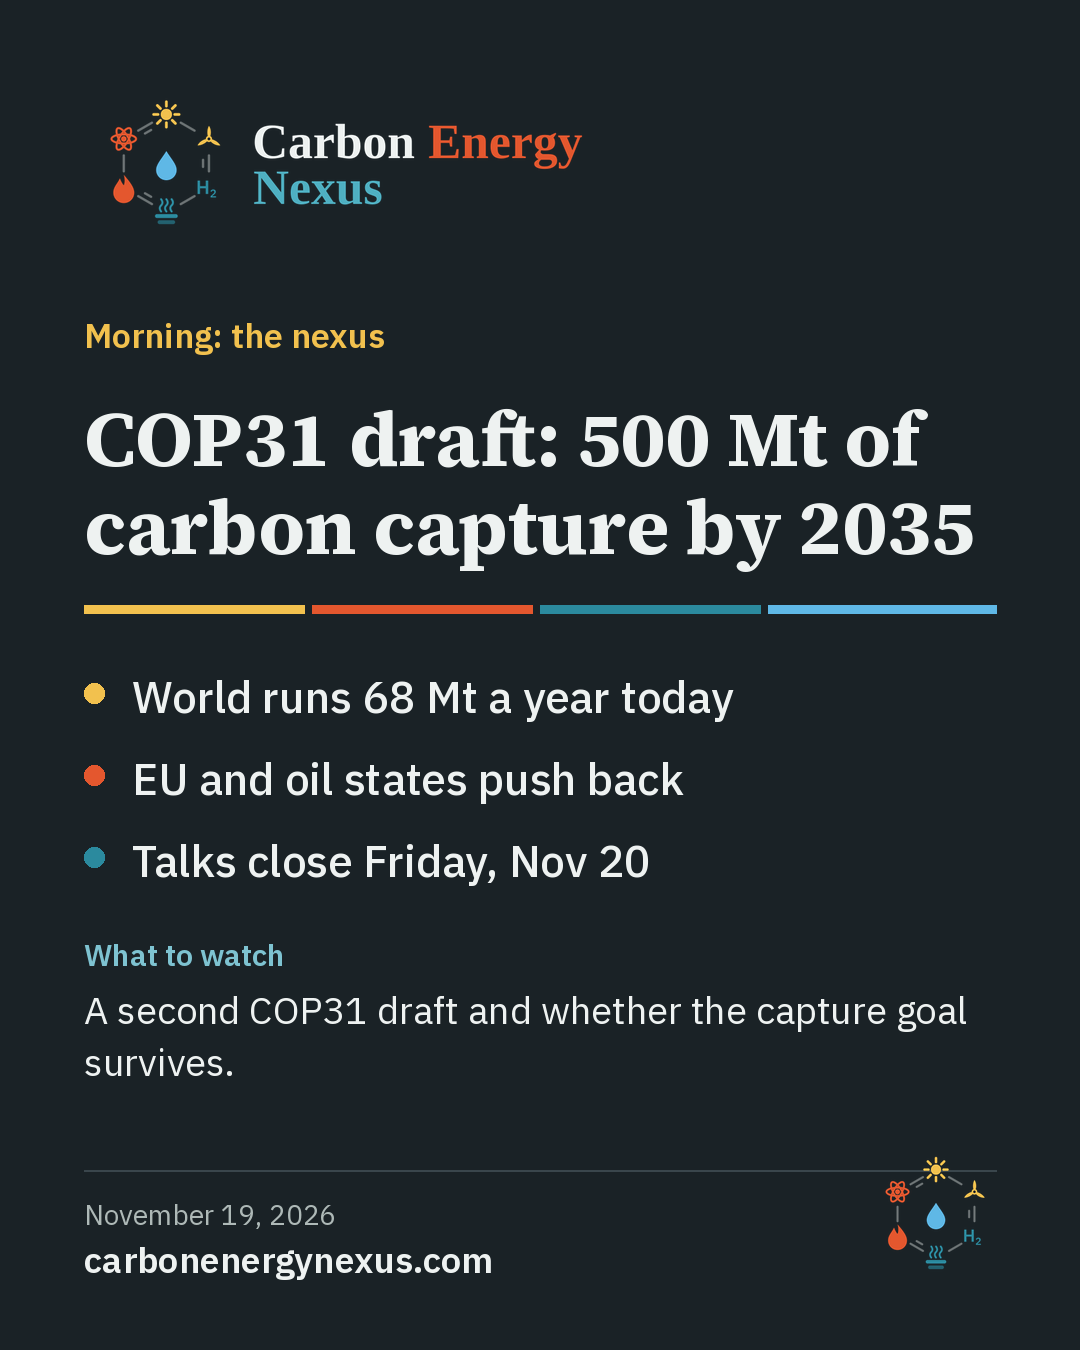 Carbon Energy
Nexus
H₂
Morning: the nexus
COP31 draft: 500 Mt of
carbon capture by 2035
World runs 68 Mt a year today
EU and oil states push back
Talks close Friday, Nov 20
What to watch
A second COP31 draft and whether the capture goal
survives.
November 19, 2026
carbonenergynexus.com
H₂